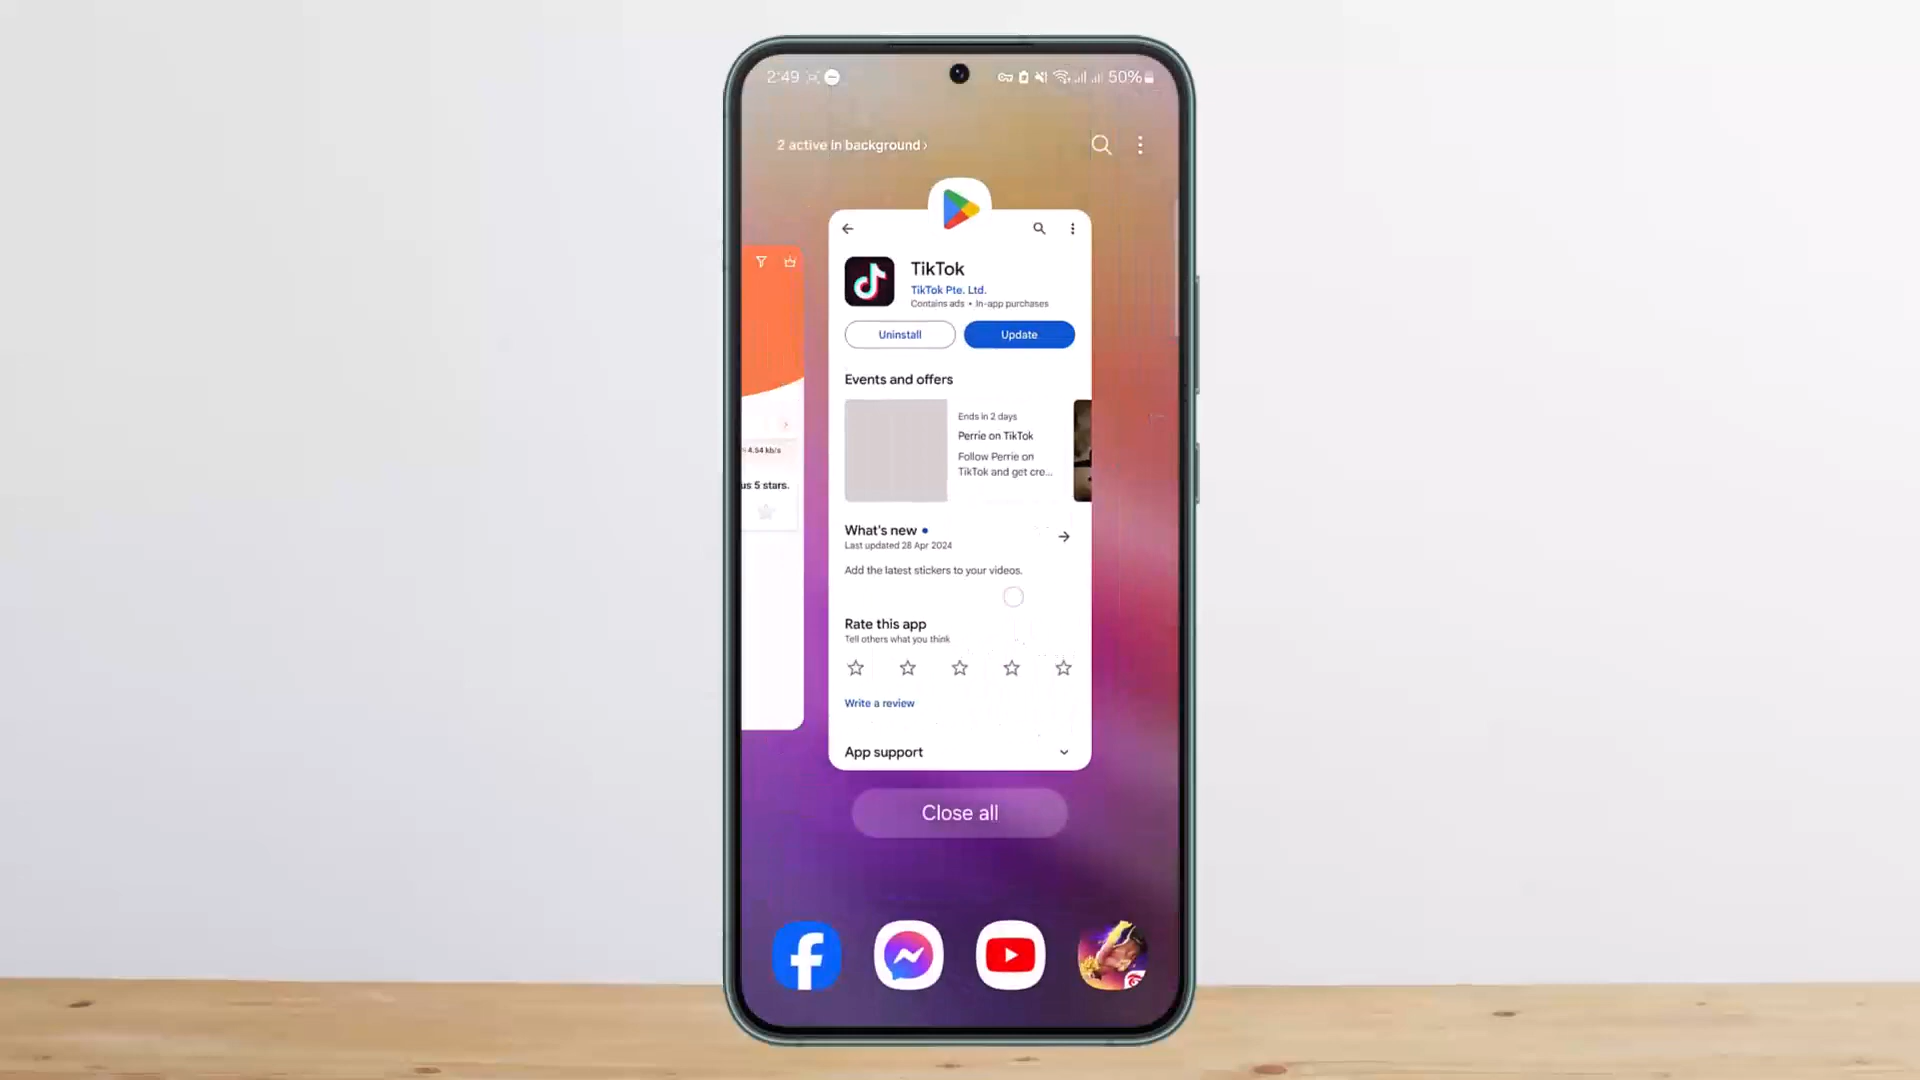 2:49
50%
2 active in background ›
TikTok
TikTok Pte. Ltd.
Contains ads • In-app purchases
Uninstall
Update
Events and offers
Ends in 2 days
Perrie on TikTok
Follow Perrie on
TikTok and get cre...
4.54 kb/s
us 5 stars.
What's new •
Last updated 28 Apr 2024
Add the latest stickers to your videos.
Rate this app
Tell others what you think
Write a review
App support
Close all